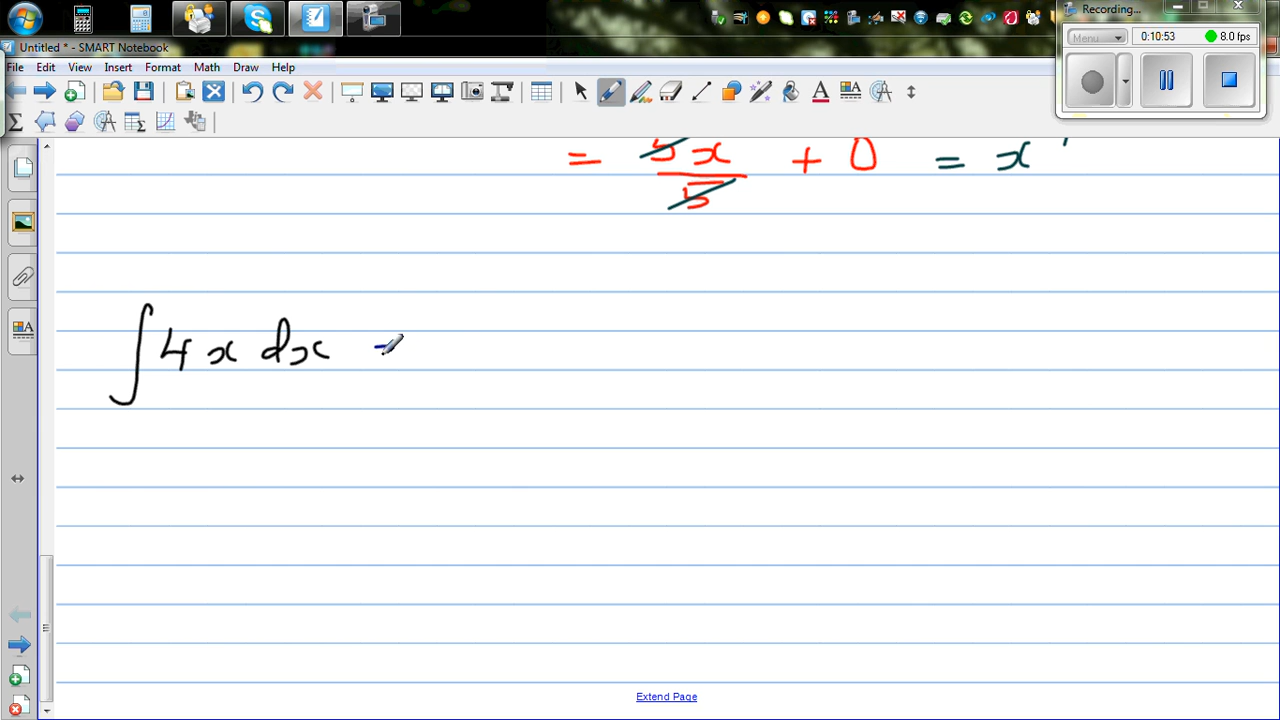 Recording...
Untitled * - SMART Notebook
Menu
0:10:53
8.0 fps
File Edit View Insert Format Math Draw Help
= 5x/5 + 0 = x
∫4x dx
Extend Page